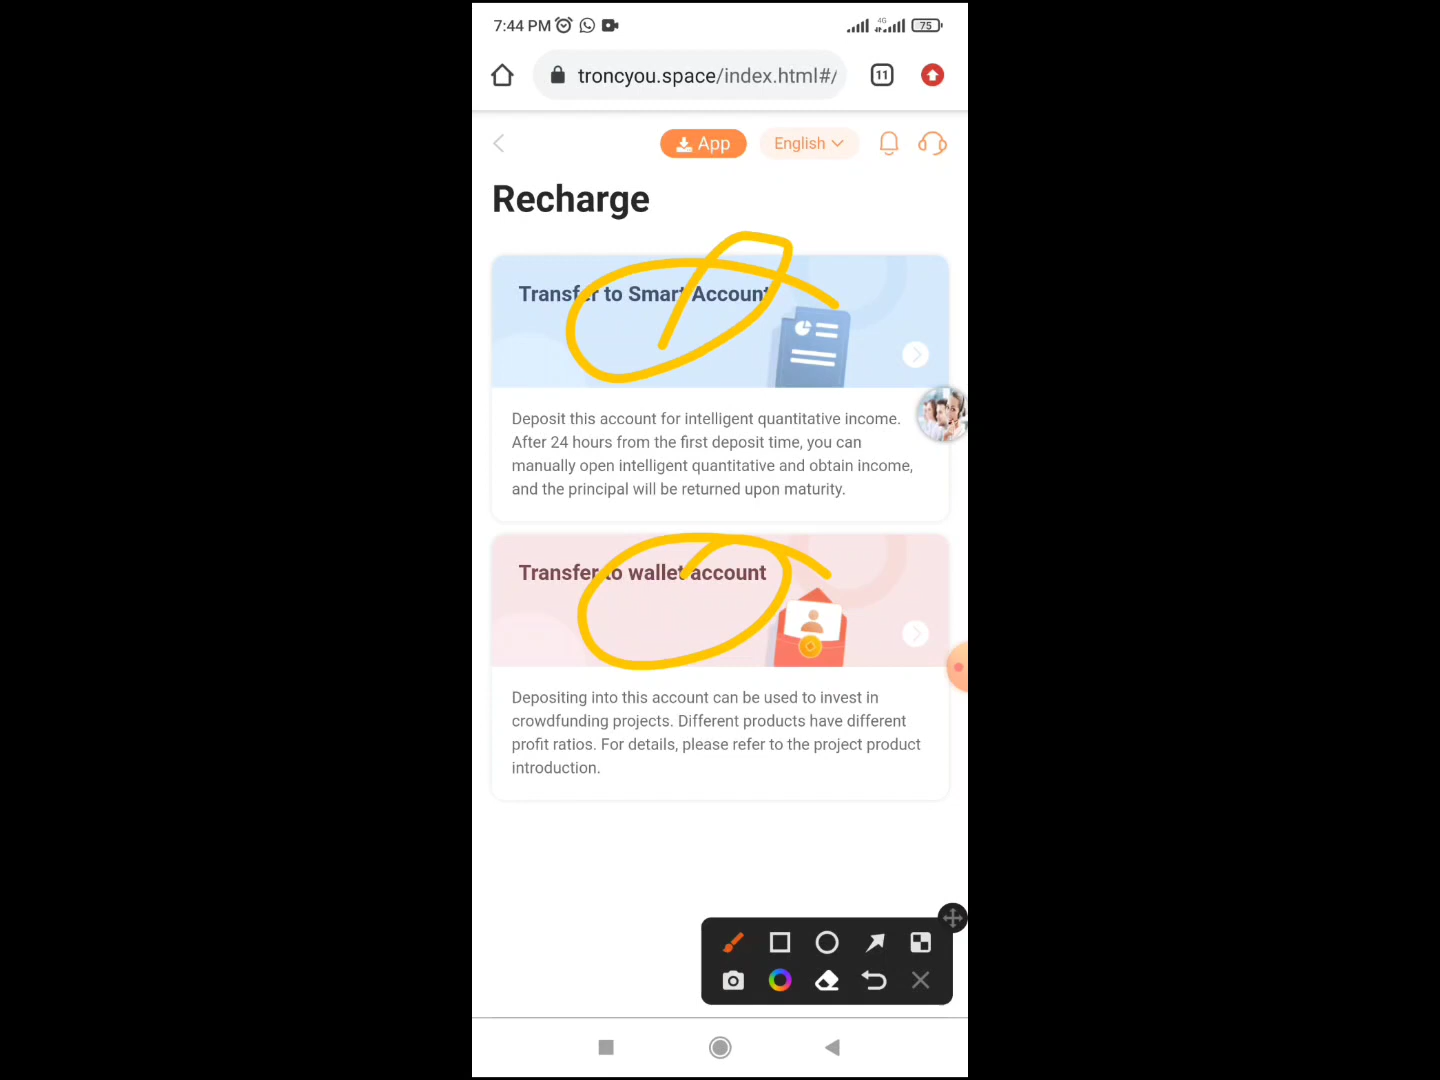 7:44 PM
4G
75
troncyou.space/index.html#/
11
App
English
Recharge
Transfer to Smart Account
Deposit this account for intelligent quantitative income.
After 24 hours from the first deposit time, you can
manually open intelligent quantitative and obtain income,
and the principal will be returned upon maturity.
Transfer to wallet account
Depositing into this account can be used to invest in
crowdfunding projects. Different products have different
profit ratios. For details, please refer to the project product
introduction.